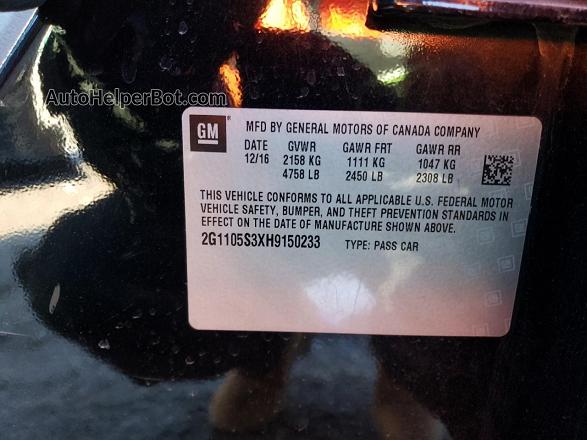 AutoHelperBot.com
GM
MFD BY GENERAL MOTORS OF CANADA COMPANY
DATE GVWR GAWR FRT GAWR RR
12/16 2158 KG 1111 KG 1047 KG
4758 LB 2450 LB 2308 LB
THIS VEHICLE CONFORMS TO ALL APPLICABLE U.S. FEDERAL MOTOR
VEHICLE SAFETY, BUMPER, AND THEFT PREVENTION STANDARDS IN
EFFECT ON THE DATE OF MANUFACTURE SHOWN ABOVE.
2G1105S3XH9150233 TYPE: PASS CAR